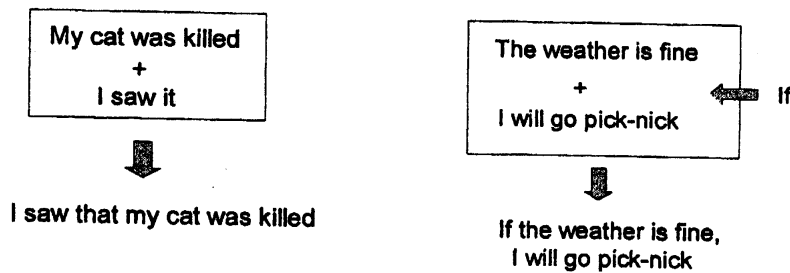 My cat was killed
+
I saw it
I saw that my cat was killed
The weather is fine
+
I will go pick-nick
If
If the weather is fine,
I will go pick-nick